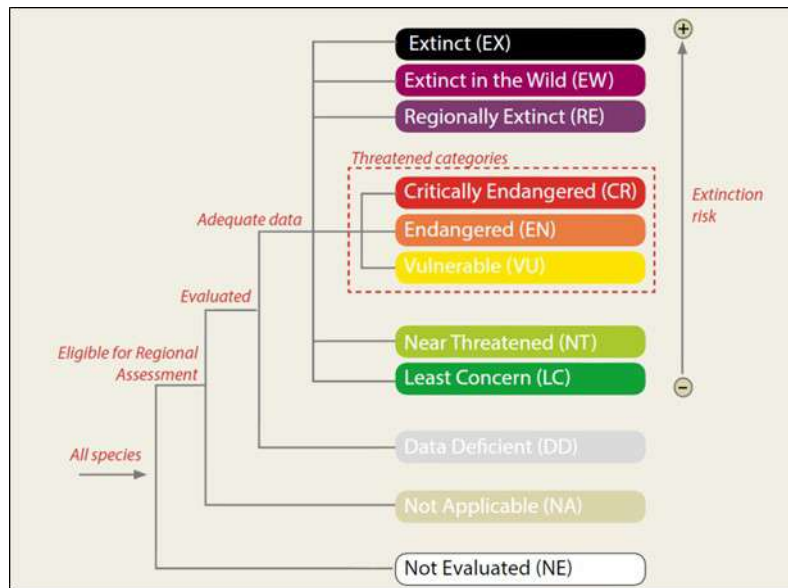 +
Extinct (EX)
Extinct in the Wild (EW)
Regionally Extinct (RE)
Threatened categories
Critically Endangered (CR)
Adequate data
Endangered (EN)
Extinction
risk
Vulnerable (VU)
Evaluated
Near Threatened (NT)
Eligible for Regional
Assessment
Least Concern (LC)
−
Data Deficient (DD)
All species
Not Applicable (NA)
Not Evaluated (NE)